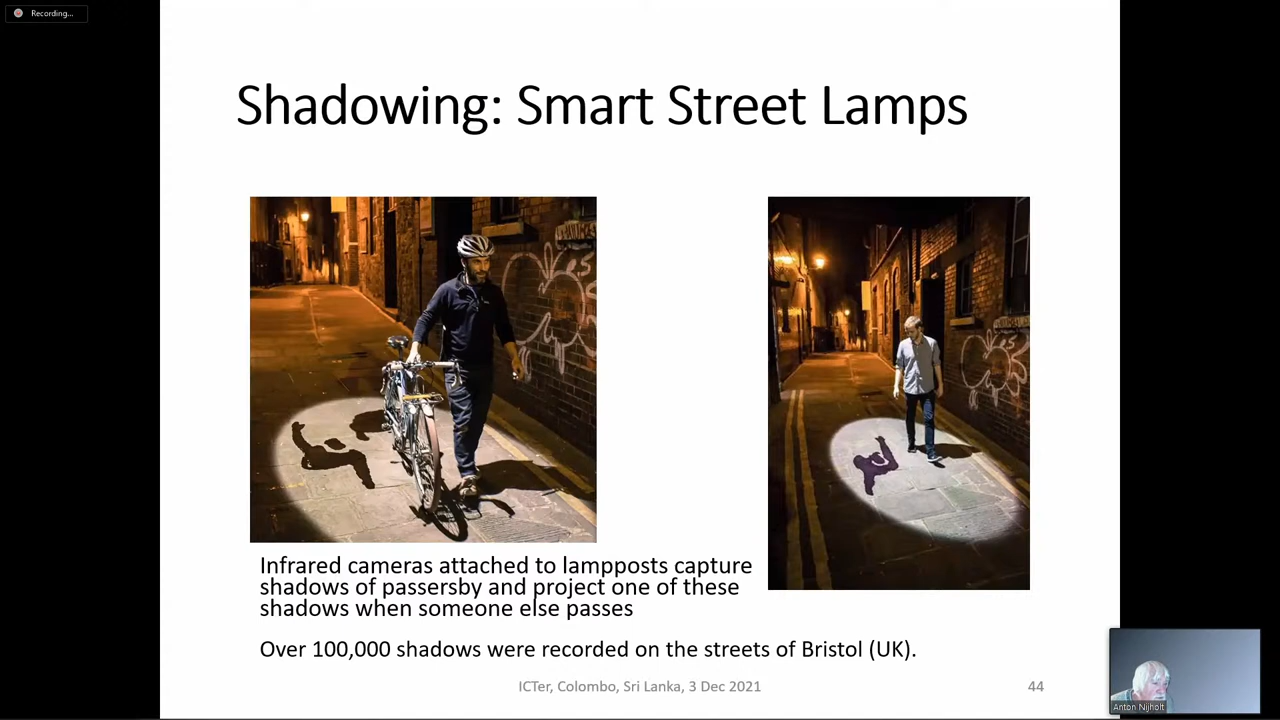 Recording...
Shadowing: Smart Street Lamps
Infrared cameras attached to lampposts capture
shadows of passersby and project one of these
shadows when someone else passes
Over 100,000 shadows were recorded on the streets of Bristol (UK).
ICTer, Colombo, Sri Lanka, 3 Dec 2021
44
Anton Nijholt